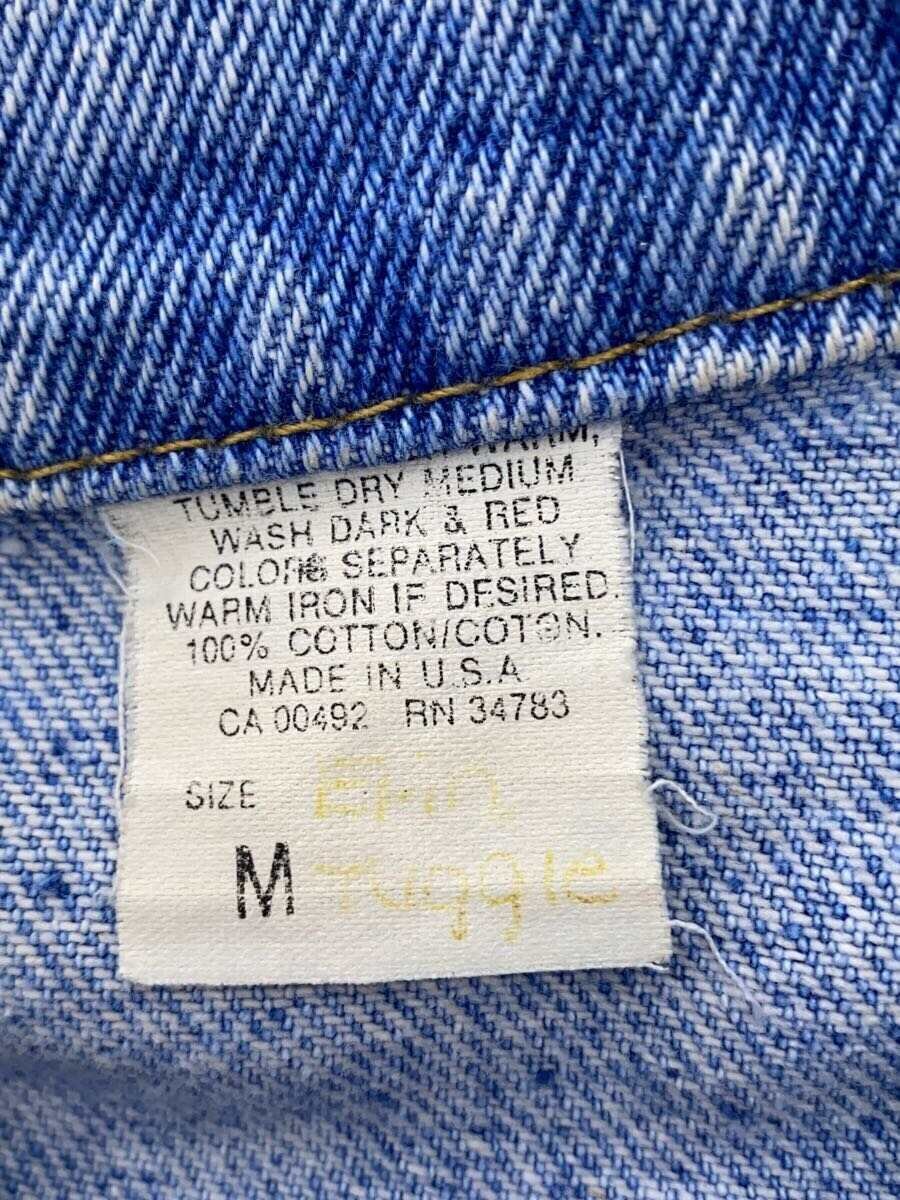 WARM,
TUMBLE DRY MEDIUM
WASH DARK & RED
COLORS SEPARATELY
WARM IRON IF DESIRED.
100% COTTON/COTON.
MADE IN U.S.A
CA 00492 RN 34783
SIZE
M
Tuggle